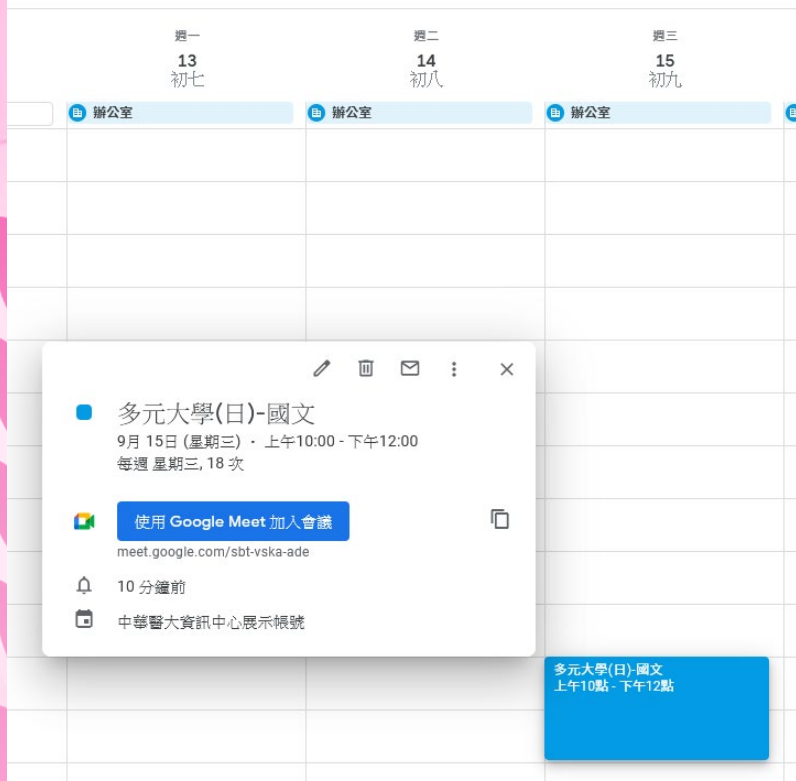 週一
13
初七
週二
14
初八
週三
15
初九
辦公室
辦公室
辦公室
多元大學(日)-國文
9月 15日 (星期三) · 上午10:00 - 下午12:00
每週 星期三, 18 次
使用 Google Meet 加入會議
meet.google.com/sbt-vska-ade
10 分鐘前
中華醫大資訊中心展示帳號
多元大學(日)-國文
上午10點 - 下午12點